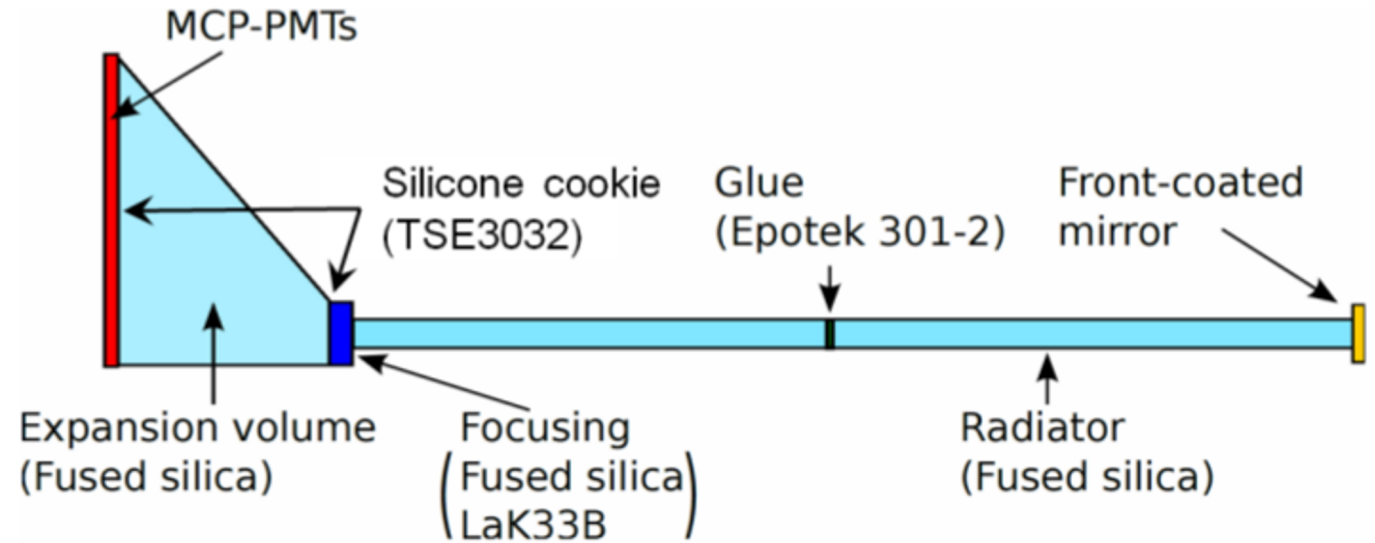 MCP-PMTs
Silicone cookie
(TSE3032)
Glue
(Epotek 301-2)
Front-coated
mirror
Expansion volume
(Fused silica)
Focusing
(Fused silica
LaK33B)
Radiator
(Fused silica)